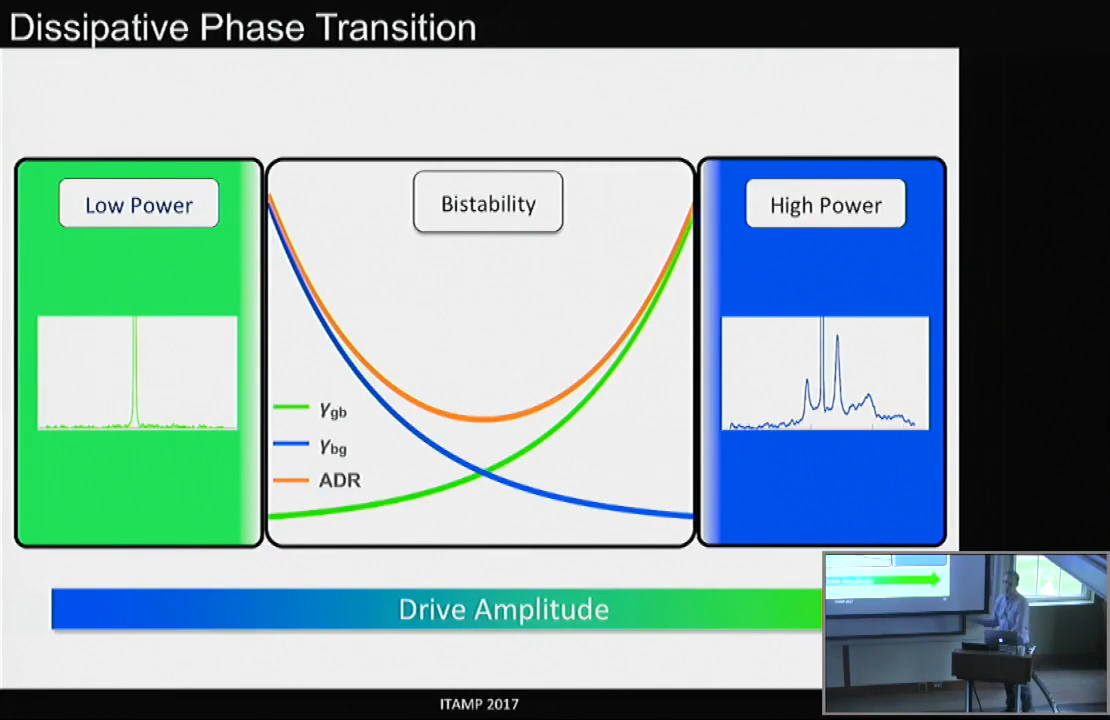 Dissipative Phase Transition
Low Power
Bistability
High Power
γgb
γbg
ADR
Drive Amplitude
ITAMP 2017